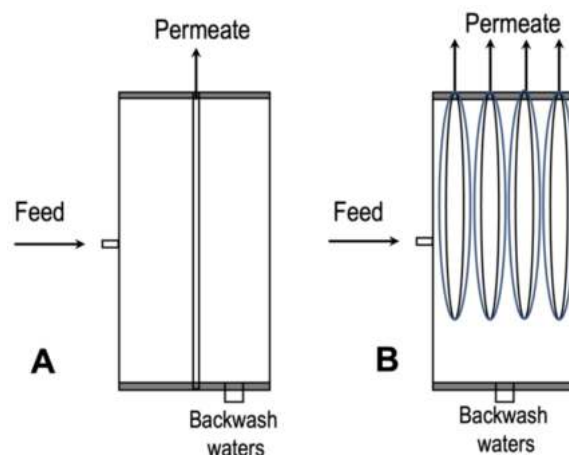 Permeate
Feed
A
Backwash
waters
Permeate
Feed
B
Backwash
waters